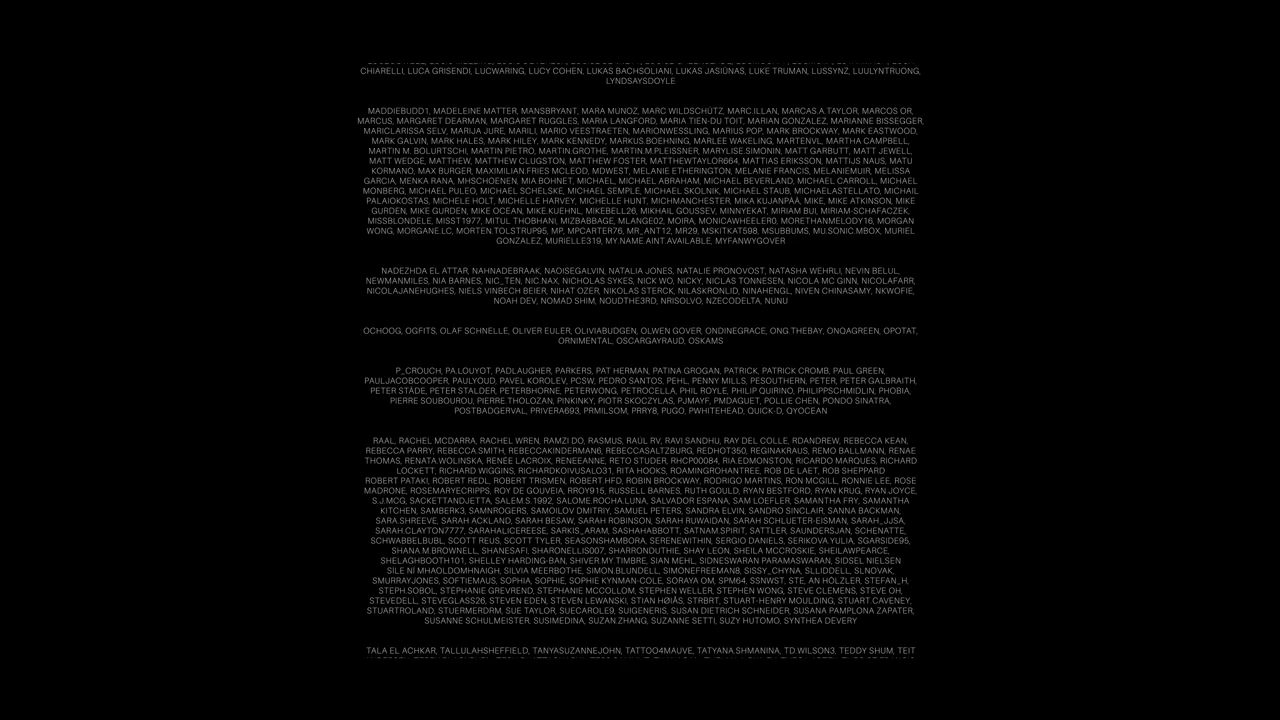 CHIARELLI, LUCA GRISENDI, LUCWARING, LUCY COHEN, LUKAS BACHSOLIANI, LUKAS JASIŪNAS, LUKE TRUMAN, LUSSYNZ, LUULYNTRUONG,
LYNDSAYSDOYLE
MADDIEBUDD1, MADELEINE MATTER, MANSBRYANT, MARA MUNOZ, MARC WILDSCHÜTZ, MARC.ILLAN, MARCAS.A.TAYLOR, MARCOS OR,
MARCUS, MARGARET DEARMAN, MARGARET RUGGLES, MARIA LANGFORD, MARIA TIEN-DU TOIT, MARIAN GONZALEZ, MARIANNE BISSEGGER,
MARICLARISSA SELV, MARIJA JURE, MARILI, MARIO VEESTRAETEN, MARIONWESSLING, MARIUS POP, MARK BROCKWAY, MARK EASTWOOD,
MARK GALVIN, MARK HALES, MARK HILEY, MARK KENNEDY, MARKUS.BOEHNING, MARLEE WAKELING, MARTENVL, MARTHA CAMPBELL,
MARTIN M. BOLURTSCHI, MARTIN PIETRO, MARTIN.GROTHE, MARTIN.M.PLEISSNER, MARYLISE.SIMONIN, MATT GARBUTT, MATT JEWELL,
MATT WEDGE, MATTHEW, MATTHEW CLUGSTON, MATTHEW FOSTER, MATTHEWTAYLOR664, MATTIAS ERIKSSON, MATTIJS NAUS, MATU
KORMANO, MAX BURGER, MAXIMILIAN.FRIES MCLEOD, MDWEST, MELANIE ETHERINGTON, MELANIE FRANCIS, MELANIEMUIR, MELISSA
GARCIA, MENKA RANA, MHSCHOENEN, MIA BOHNET, MICHAEL, MICHAEL ABRAHAM, MICHAEL BEVERLAND, MICHAEL CARROLL, MICHAEL
MONBERG, MICHAEL PULEO, MICHAEL SCHELSKE, MICHAEL SEMPLE, MICHAEL SKOLNIK, MICHAEL STAUB, MICHAELASTELLATO, MICHAIL
PALAIOKOSTAS, MICHELE HOLT, MICHELLE HARVEY, MICHELLE HUNT, MICHMANCHESTER, MIKA KUJANPÄÄ, MIKE, MIKE ATKINSON, MIKE
GURDEN, MIKE GURDEN, MIKE OCEAN, MIKE.KUEHNL, MIKEBELL26, MIKHAIL GOUSSEV, MINNYEKAT, MIRIAM BUI, MIRIAM-SCHAFACZEK,
MISSBLONDELE, MISST1977, MITUL THOBHANI, MIZBABBAGE, MLANGE02, MOIRA, MONICAWHEELER0, MORETHANMELODY16, MORGAN
WONG, MORGANE.LC, MORTEN.TOLSTRUP95, MP, MPCARTER76, MR_ANT12, MR29, MSKITKAT598, MSUBBUMS, MU.SONIC.MBOX, MURIEL
GONZALEZ, MURIELLE319, MY.NAME.AINT.AVAILABLE, MYFANWYGOVER
NADEZHDA EL ATTAR, NAHNADEBRAAK, NAOISEGALVIN, NATALIA JONES, NATALIE PRONOVOST, NATASHA WEHRLI, NEVIN BELUL,
NEWMANMILES, NIA BARNES, NIC_TEN, NIC.NAX, NICHOLAS SYKES, NICK WO, NICKY, NICLAS TONNESEN, NICOLA MC GINN, NICOLAFARR,
NICOLAJANEHUGHES, NIELS VINBECH BEIER, NIHAT OZER, NIKOLAS STERCK, NILASKRONLID, NINAHENGL, NIVEN CHINASAMY, NKWOFIE,
NOAH DEV, NOMAD SHIM, NOUDTHE3RD, NRISOLVO, NZECODELTA, NUNU
OCHOOG, OGFITS, OLAF SCHNELLE, OLIVER EULER, OLIVIABUDGEN, OLWEN GOVER, ONDINEGRACE, ONG.THEBAY, ONQAGREEN, OPOTAT,
ORNIMENTAL, OSCARGAYRAUD, OSKAMS
P_CROUCH, PA.LOUYOT, PADLAUGHER, PARKERS, PAT HERMAN, PATINA GROGAN, PATRICK, PATRICK CROMB, PAUL GREEN,
PAULJACOBCOOPER, PAULYOUD, PAVEL KOROLEV, PCSW, PEDRO SANTOS, PEHL, PENNY MILLS, PESOUTHERN, PETER, PETER GALBRAITH,
PETER.STÄDE, PETER STALDER, PETERBHORNE, PETERWONG, PETROCELLA, PHIL ROYLE, PHILIP QUIRINO, PHILIPPSCHMIDLIN, PHOBIA,
PIERRE SOUBOUROU, PIERRE.THOLOZAN, PINKINKY, PIOTR SKOCZYLAS, PJMAYF, PMDAGUET, POLLIE CHEN, PONDO SINATRA,
POSTBADGERVAL, PRIVERA693, PRMILSOM, PRRY8, PUGO, PWHITEHEAD, QUICK-D, QYOCEAN
RAAL, RACHEL MCDARRA, RACHEL WREN, RAMZI DO, RASMUS, RAÜL RV, RAVI SANDHU, RAY DEL COLLE, RDANDREW, REBECCA KEAN,
REBECCA PARRY, REBECCA SMITH, REBECCAKINDERMAN6, REBECCASALTZBURG, REDHOT350, REGINAKRAUS, REMO BALLMANN, RENAE
THOMAS, RENATA WOLINSKA, RENÉE LACROIX, RENEEANNE, RETO STUDER, RHCP00084, RIA.EDMONSTON, RICARDO MARQUES, RICHARD
LOCKETT, RICHARD WIGGINS, RICHARDKOIVUSALO31, RITA HOOKS, ROAMINGROHANTREE, ROB DE LAET, ROB SHEPPARD
ROBERT PATAKI, ROBERT REDL, ROBERT TRISMEN, ROBERT.HFD, ROBIN BROCKWAY, RODRIGO MARTINS, RON MCGILL, RONNIE LEE, ROSE
MADRONE, ROSEMARYECRIPPS, ROY DE GOUVEIA, RROY915, RUSSELL BARNES, RUTH GOULD, RYAN BESTFORD, RYAN KRUG, RYAN JOYCE,
S.J.MCG, SACKETTANDJETTA, SALEM.S.1992, SALOME.ROCHA.LUNA, SALVADOR ESPANA, SAM LOEFLER, SAMANTHA FRY, SAMANTHA
KITCHEN, SAMBERK3, SAMNROGERS, SAMOILOV DMITRIY, SAMUEL PETERS, SANDRA ELVIN, SANDRO SINCLAIR, SANNA BACKMAN,
SARA.SHREEVE, SARAH ACKLAND, SARAH BESAW, SARAH ROBINSON, SARAH RUWAIDAN, SARAH SCHLUETER-EISMAN, SARAH_JJSA,
SARAH.CLAYTON7777, SARAHALICEREESE, SARKIS_ARAM, SASHAHABBOTT, SATNAM.SPIRIT, SATTLER, SAUNDERSJAN, SCHENATTE,
SCHWABBELBUBL, SCOTT REUS, SCOTT TYLER, SEASONSHAMBORA, SERENEWITHIN, SERGIO DANIELS, SERIKOVA.YULIA, SGARSIDE95,
SHANA.M.BROWNELL, SHANESAFI, SHARONELLIS007, SHARRONDUTHIE, SHAY LEON, SHEILA MCCROSKIE, SHEILAWPEARCE,
SHELAGHBOOTH101, SHELLEY HARDING-BAN, SHIVER.MY.TIMBRE, SIAN MEHL, SIDNESWARAN PARAMASWARAN, SIDSEL NIELSEN
SILE NÍ MHAOLDOMHNAIGH, SILVIA MEERBOTHE, SIMON.BLUNDELL, SIMONEFREEMAN8, SISSY_CHYNA, SLLIDDELL, SLNOVAK,
SMURRAYJONES, SOFTIEMAUS, SOPHIA, SOPHIE, SOPHIE KYNMAN-COLE, SORAYA OM, SPM64, SSNWST, STE, AN HÖLZLER, STEFAN_H,
STEPH.SOBOL, STEPHANIE GREVREND, STEPHANIE MCCOLLOM, STEPHEN WELLER, STEPHEN WONG, STEVE CLEMENS, STEVE OH,
STEVEDELL, STEVEGLASS26, STEVEN EDEN, STEVEN LEWANSKI, STIAN HØIÅS, STRBRT, STUART-HENRY MOULDING, STUART CAVENEY,
STUARTROLAND, STUERMERDRM, SUE TAYLOR, SUECAROLE9, SUIGENERIS, SUSAN DIETRICH SCHNEIDER, SUSANA PAMPLONA ZAPATER,
SUSANNE SCHULMEISTER, SUSIMEDINA, SUZAN.ZHANG, SUZANNE SETTI, SUZY HUTOMO, SYNTHEA DEVERY
TALA EL ACHKAR, TALLULAHSHEFFIELD, TANYASUZANNEJOHN, TATTOO4MAUVE, TATYANA.SHMANINA, TD.WILSON3, TEDDY SHUM, TEIT